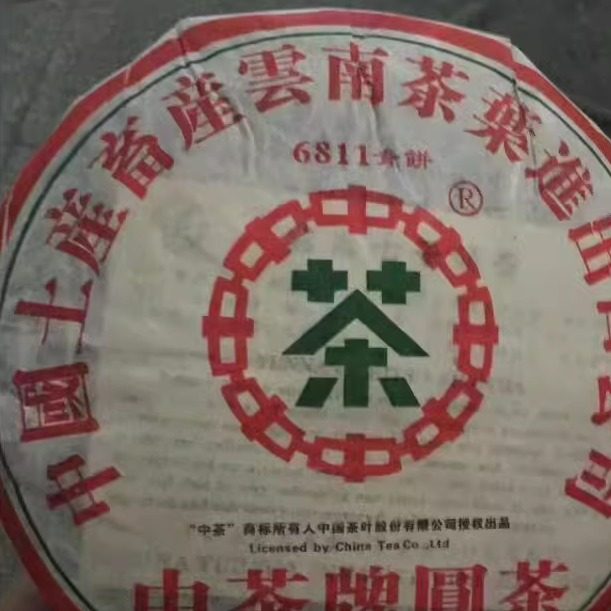 中國土産畜産雲南茶葉進出口公司
6811青餅
®
茶
“中茶”商标所有人中国茶叶股份有限公司授权出品
Licensed by China Tea Co.,Ltd
中茶牌圓茶